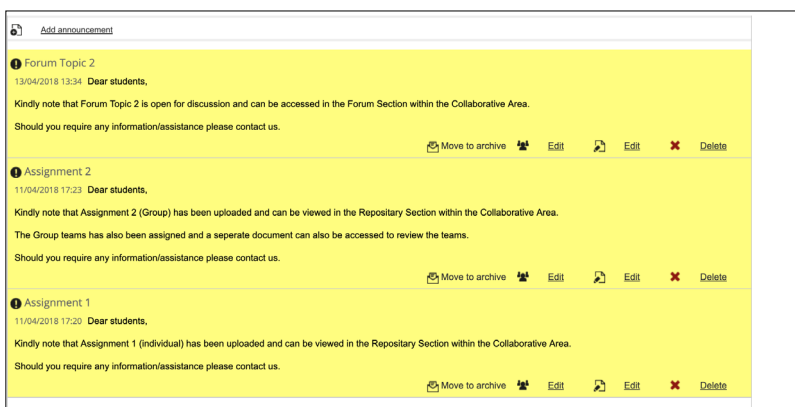 Add announcement
Forum Topic 2
13/04/2018 13:34 Dear students,
Kindly note that Forum Topic 2 is open for discussion and can be accessed in the Forum Section within the Collaborative Area.
Should you require any information/assistance please contact us.
Move to archive Edit Edit Delete
Assignment 2
11/04/2018 17:23 Dear students,
Kindly note that Assignment 2 (Group) has been uploaded and can be viewed in the Repositary Section within the Collaborative Area.
The Group teams has also been assigned and a seperate document can also be accessed to review the teams.
Should you require any information/assistance please contact us.
Move to archive Edit Edit Delete
Assignment 1
11/04/2018 17:20 Dear students,
Kindly note that Assignment 1 (individual) has been uploaded and can be viewed in the Repositary Section within the Collaborative Area.
Should you require any information/assistance please contact us.
Move to archive Edit Edit Delete